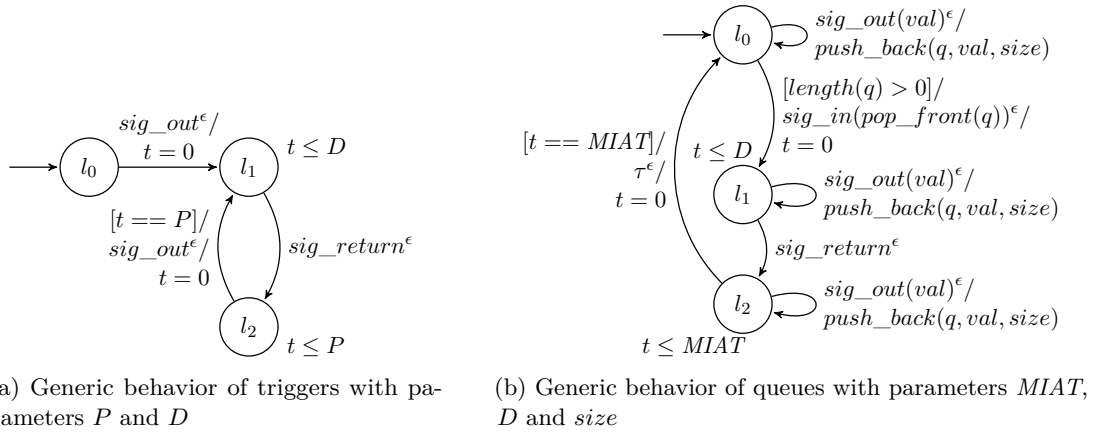 sig_out^ϵ/
t = 0
l_0
l_1
t ≤ D
[t == P]/
sig_out^ϵ/
t = 0
sig_return^ϵ
l_2
t ≤ P
a) Generic behavior of triggers with pa-
rameters P and D
l_0
sig_out(val)^ϵ/
push_back(q, val, size)
[length(q) > 0]/
sig_in(pop_front(q))^ϵ/
t = 0
[t == MIAT]/
τ^ϵ/
t = 0
t ≤ D
l_1
sig_out(val)^ϵ/
push_back(q, val, size)
sig_return^ϵ
l_2
sig_out(val)^ϵ/
push_back(q, val, size)
t ≤ MIAT
(b) Generic behavior of queues with parameters MIAT,
D and size